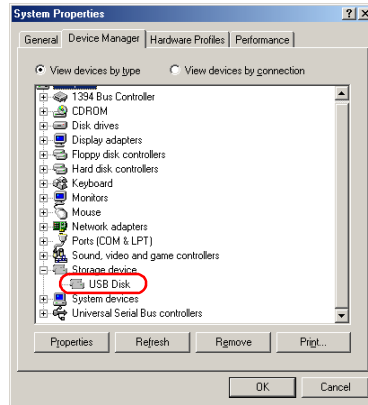 System Properties
General Device Manager Hardware Profiles Performance
View devices by type View devices by connection
1394 Bus Controller
CDROM
Disk drives
Display adapters
Floppy disk controllers
Hard disk controllers
Keyboard
Monitors
Mouse
Network adapters
Ports (COM & LPT)
Sound, video and game controllers
Storage device
USB Disk
System devices
Universal Serial Bus controllers
Properties Refresh Remove Print...
OK Cancel